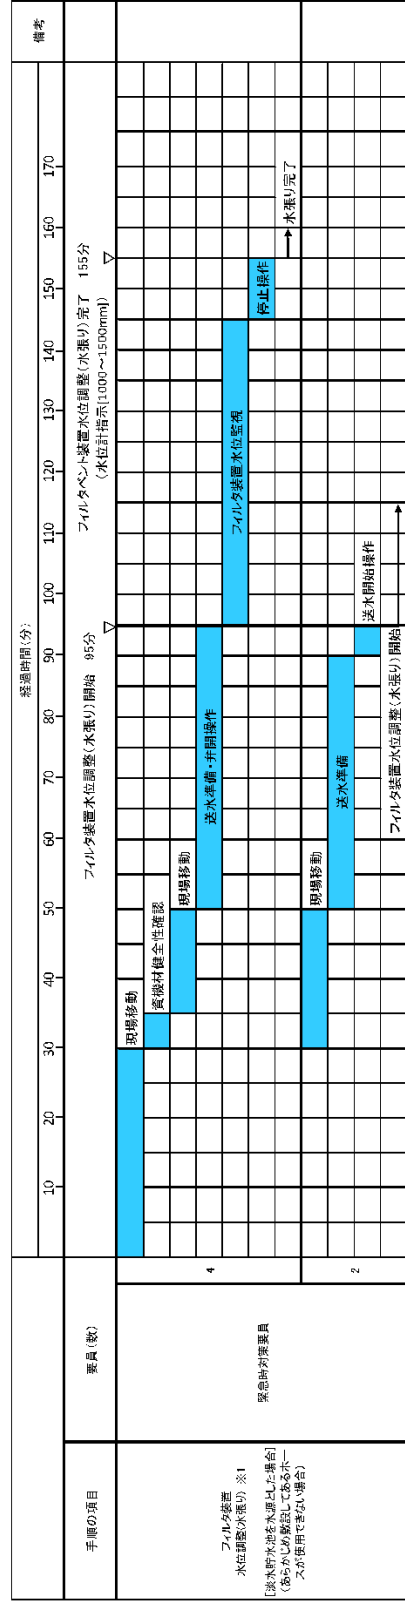 手順の項目
要員(数)
経過時間(分)
備考
10
20
30
40
50
60
70
80
90
100
110
120
130
140
150
160
170
フィルタ装置水位調整(水張り)開始 95分
フィルタベント装置水位調整(水張り)完了 155分
(水位計指示[1000～1500mm])
フィルタ装置
水位調整(水張り) ※1
[淡水貯水池を水源とした場合]
(あらかじめ敷設してあるホー
スが使用できない場合)
緊急時対策要員
4
現場移動
資機材健全性確認
現場移動
送水準備・弁開操作
フィルタ装置水位監視
停止操作
水張り完了
2
現場移動
送水準備
送水開始操作
フィルタ装置水位調整(水張り)開始